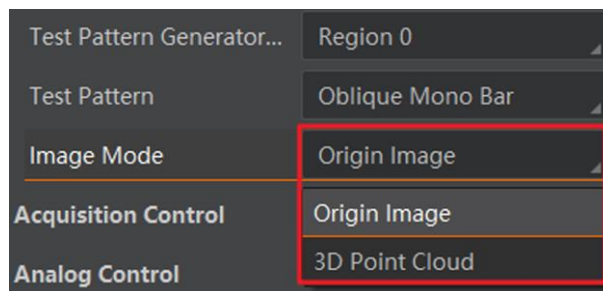 Test Pattern Generator... Region 0
Test Pattern Oblique Mono Bar
Image Mode Origin Image
Acquisition Control Origin Image
Analog Control 3D Point Cloud